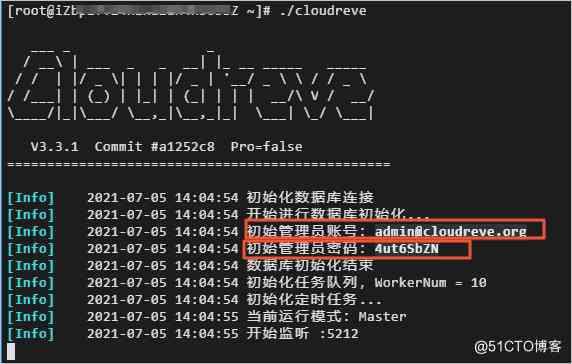 [root@iZbp ~]# ./cloudreve
V3.3.1 Commit #a1252c8 Pro=false
================================================
[Info] 2021-07-05 14:04:54 初始化数据库连接
[Info] 2021-07-05 14:04:54 开始进行数据库初始化...
[Info] 2021-07-05 14:04:54 初始管理员账号：admin@cloudreve.org
[Info] 2021-07-05 14:04:54 初始管理员密码：4ut6SbZN
[Info] 2021-07-05 14:04:54 数据库初始化结束
[Info] 2021-07-05 14:04:54 初始化任务队列, WorkerNum = 10
[Info] 2021-07-05 14:04:54 初始化定时任务...
[Info] 2021-07-05 14:04:55 当前运行模式：Master
[Info] 2021-07-05 14:04:55 开始监听 :5212
@51CTO博客